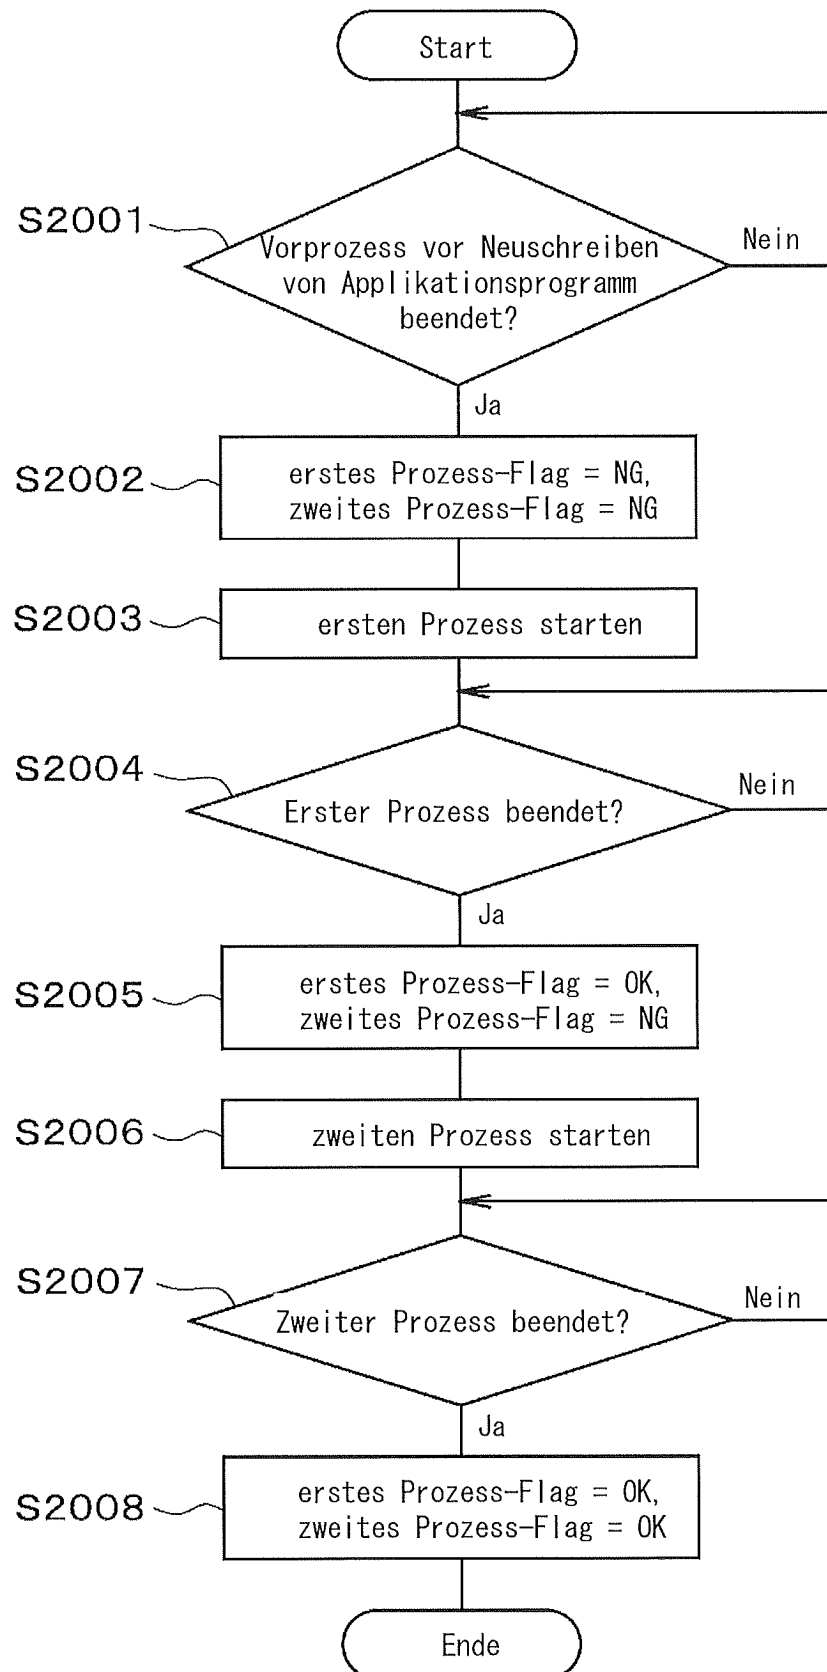 Start
S2001
Vorprozess vor Neuschreiben
von Applikationsprogramm
beendet?
Nein
Ja
S2002
erstes Prozess-Flag = NG,
zweites Prozess-Flag = NG
S2003
ersten Prozess starten
S2004
Erster Prozess beendet?
Nein
Ja
S2005
erstes Prozess-Flag = OK,
zweites Prozess-Flag = NG
S2006
zweiten Prozess starten
S2007
Zweiter Prozess beendet?
Nein
Ja
S2008
erstes Prozess-Flag = OK,
zweites Prozess-Flag = OK
Ende